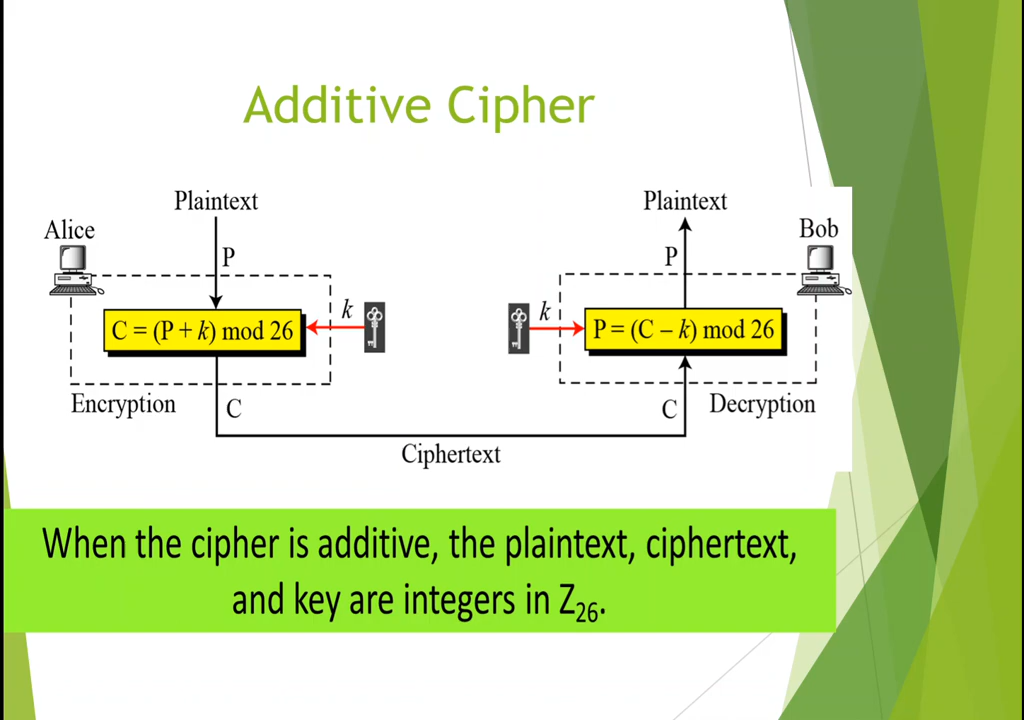 Additive Cipher
Plaintext
Plaintext
Alice
Bob
P
P
k
k
C = (P + k) mod 26
P = (C – k) mod 26
Encryption
C
C
Decryption
Ciphertext
When the cipher is additive, the plaintext, ciphertext,
and key are integers in Z26.